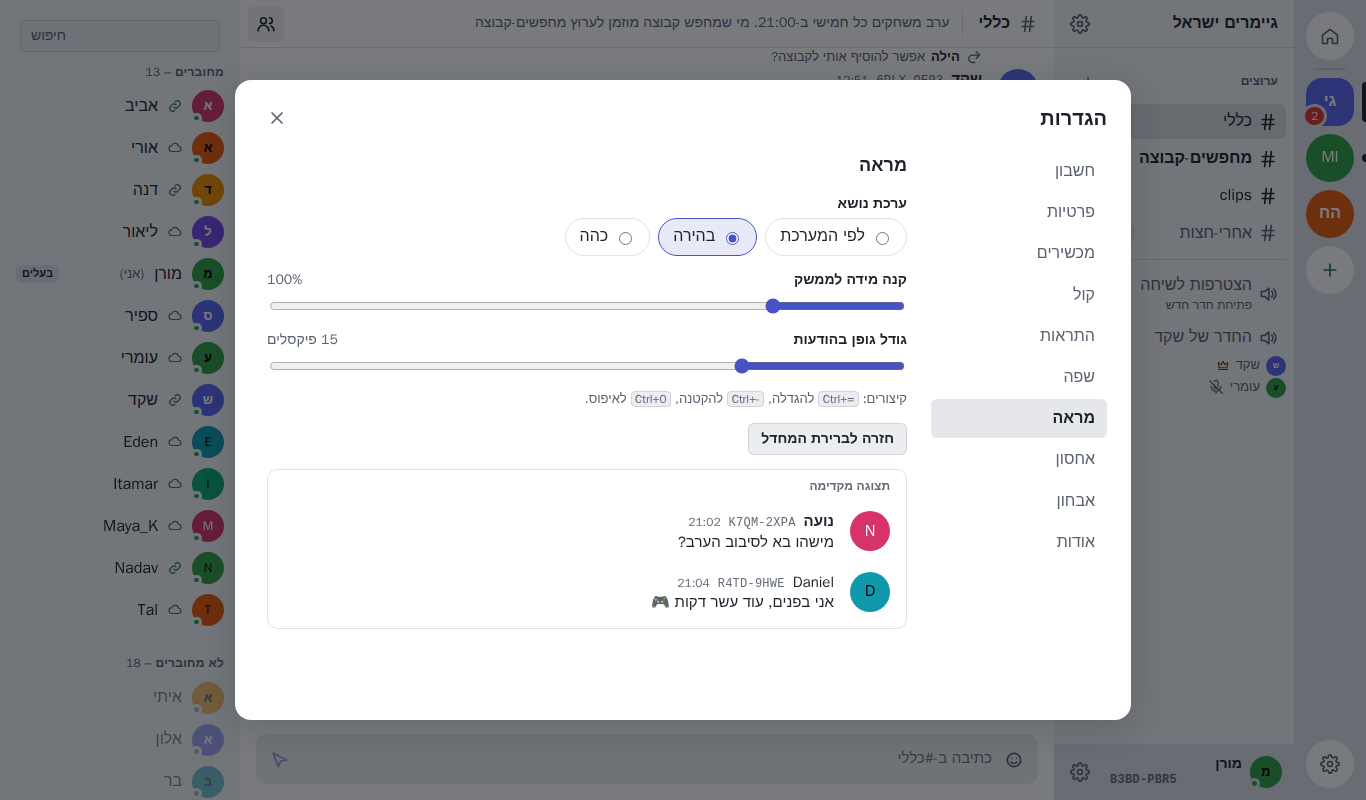 גי
2
MI
הח
גיימרים ישראל
ערוצים
כללי
מחפשים-קבוצה
clips
אחרי-חצות
הצטרפות לשיחה
פתיחת חדר חדש
החדר של שקד
ש שקד
ע עומרי
מ מורן
B3BD-PBR5
# כללי
ערב משחקים כל חמישי ב-21:00. מי שמחפש קבוצה מוזמן לערוץ מחפשים-קבוצה
הילה אפשר להוסיף אותי לקבוצה?
הגדרות
חשבון
פרטיות
מכשירים
קול
התראות
שפה
מראה
אחסון
אבחון
אודות
מראה
ערכת נושא
לפי המערכת
בהירה
כהה
קנה מידה לממשק 100%
גודל גופן בהודעות 15 פיקסלים
קיצורים: Ctrl+= להגדלה, Ctrl+- להקטנה, Ctrl+0 לאיפוס.
חזרה לברירת המחדל
תצוגה מקדימה
N נועה K7QM-2XPA 21:02
מישהו בא לסיבוב הערב?
D Daniel R4TD-9HWE 21:04
אני בפנים, עוד עשר דקות 🎮
כתיבה ב-#כללי
חיפוש
מחוברים – 13
א אביב
א אורי
ד דנה
ל ליאור
מ מורן (אני) בעלים
ס ספיר
ע עומרי
ש שקד
E Eden
I Itamar
M Maya_K
N Nadav
T Tal
לא מחוברים – 18
א איתי
א אלון
ב בר